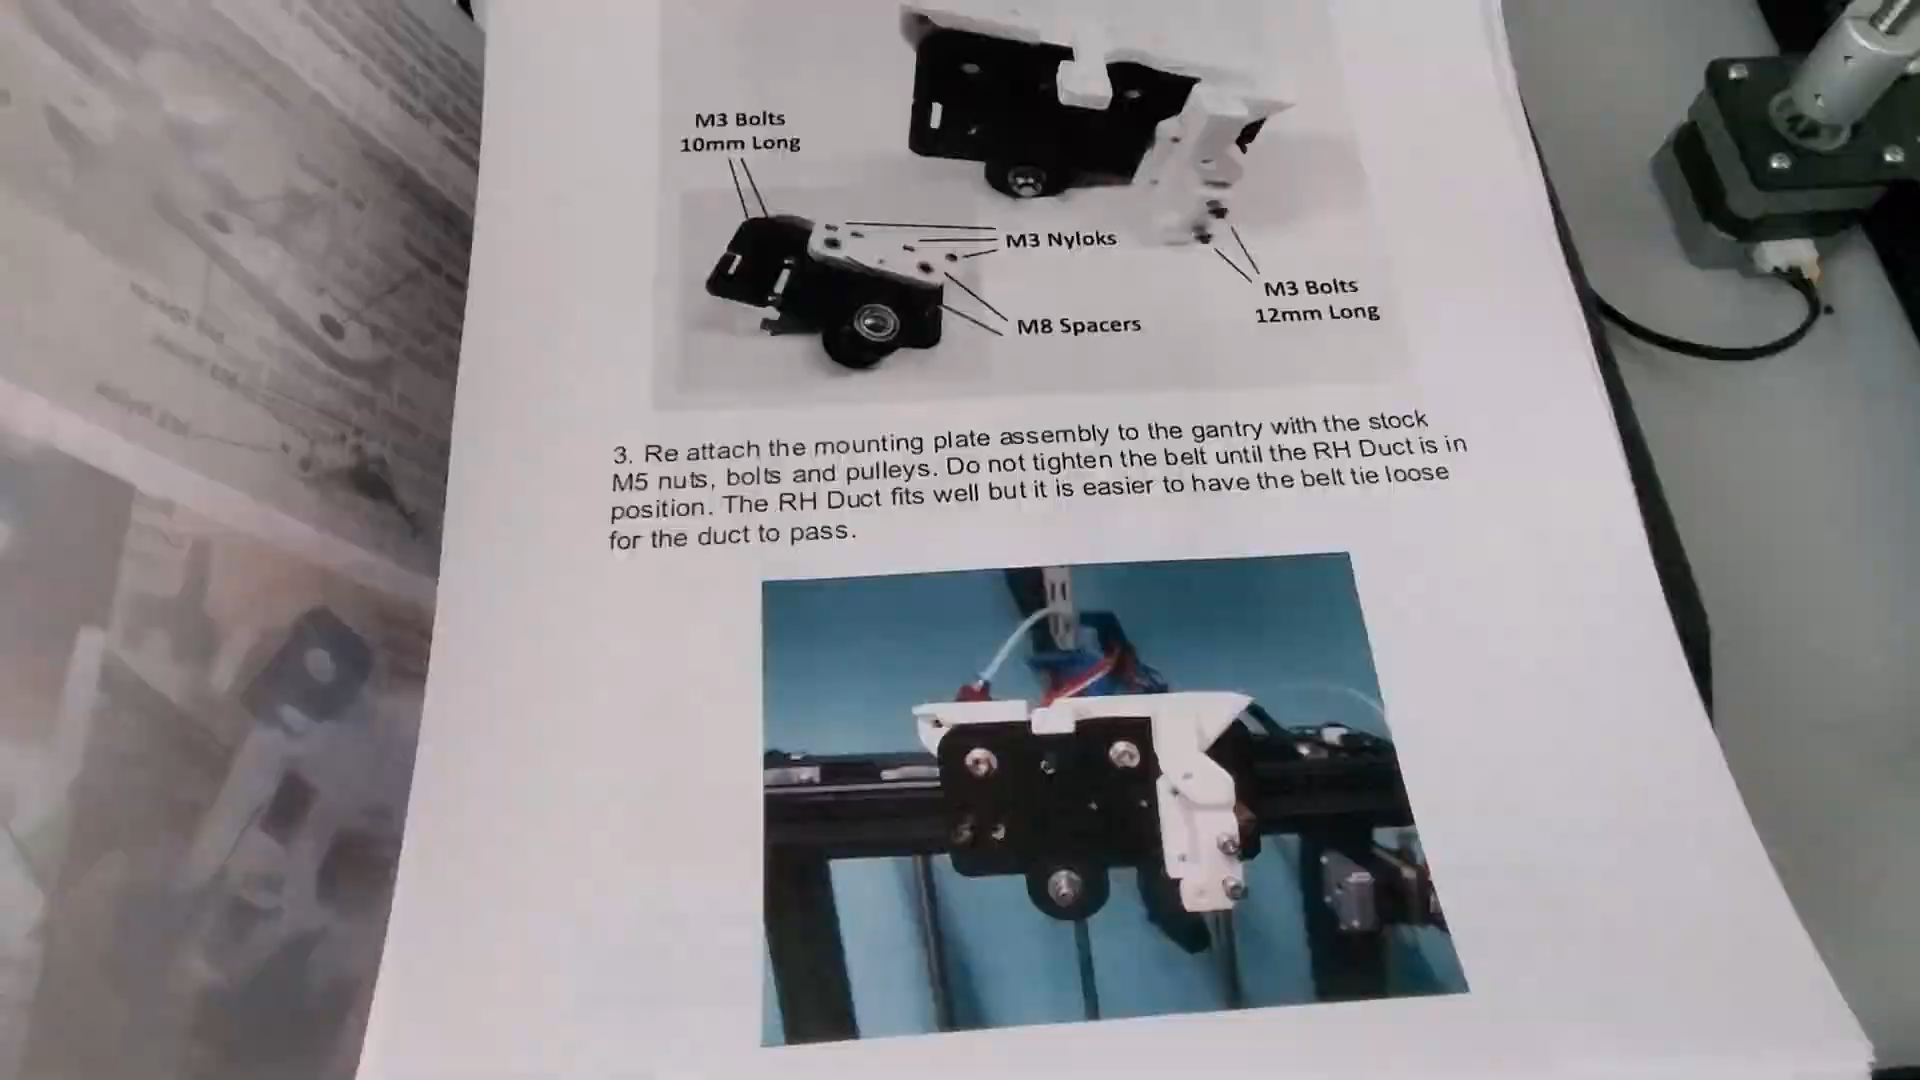 M3 Bolts
10mm Long
M3 Nyloks
M3 Bolts
12mm Long
M8 Spacers
3. Re attach the mounting plate assembly to the gantry with the stock
M5 nuts, bolts and pulleys. Do not tighten the belt until the RH Duct is in
position. The RH Duct fits well but it is easier to have the belt tie loose
for the duct to pass.